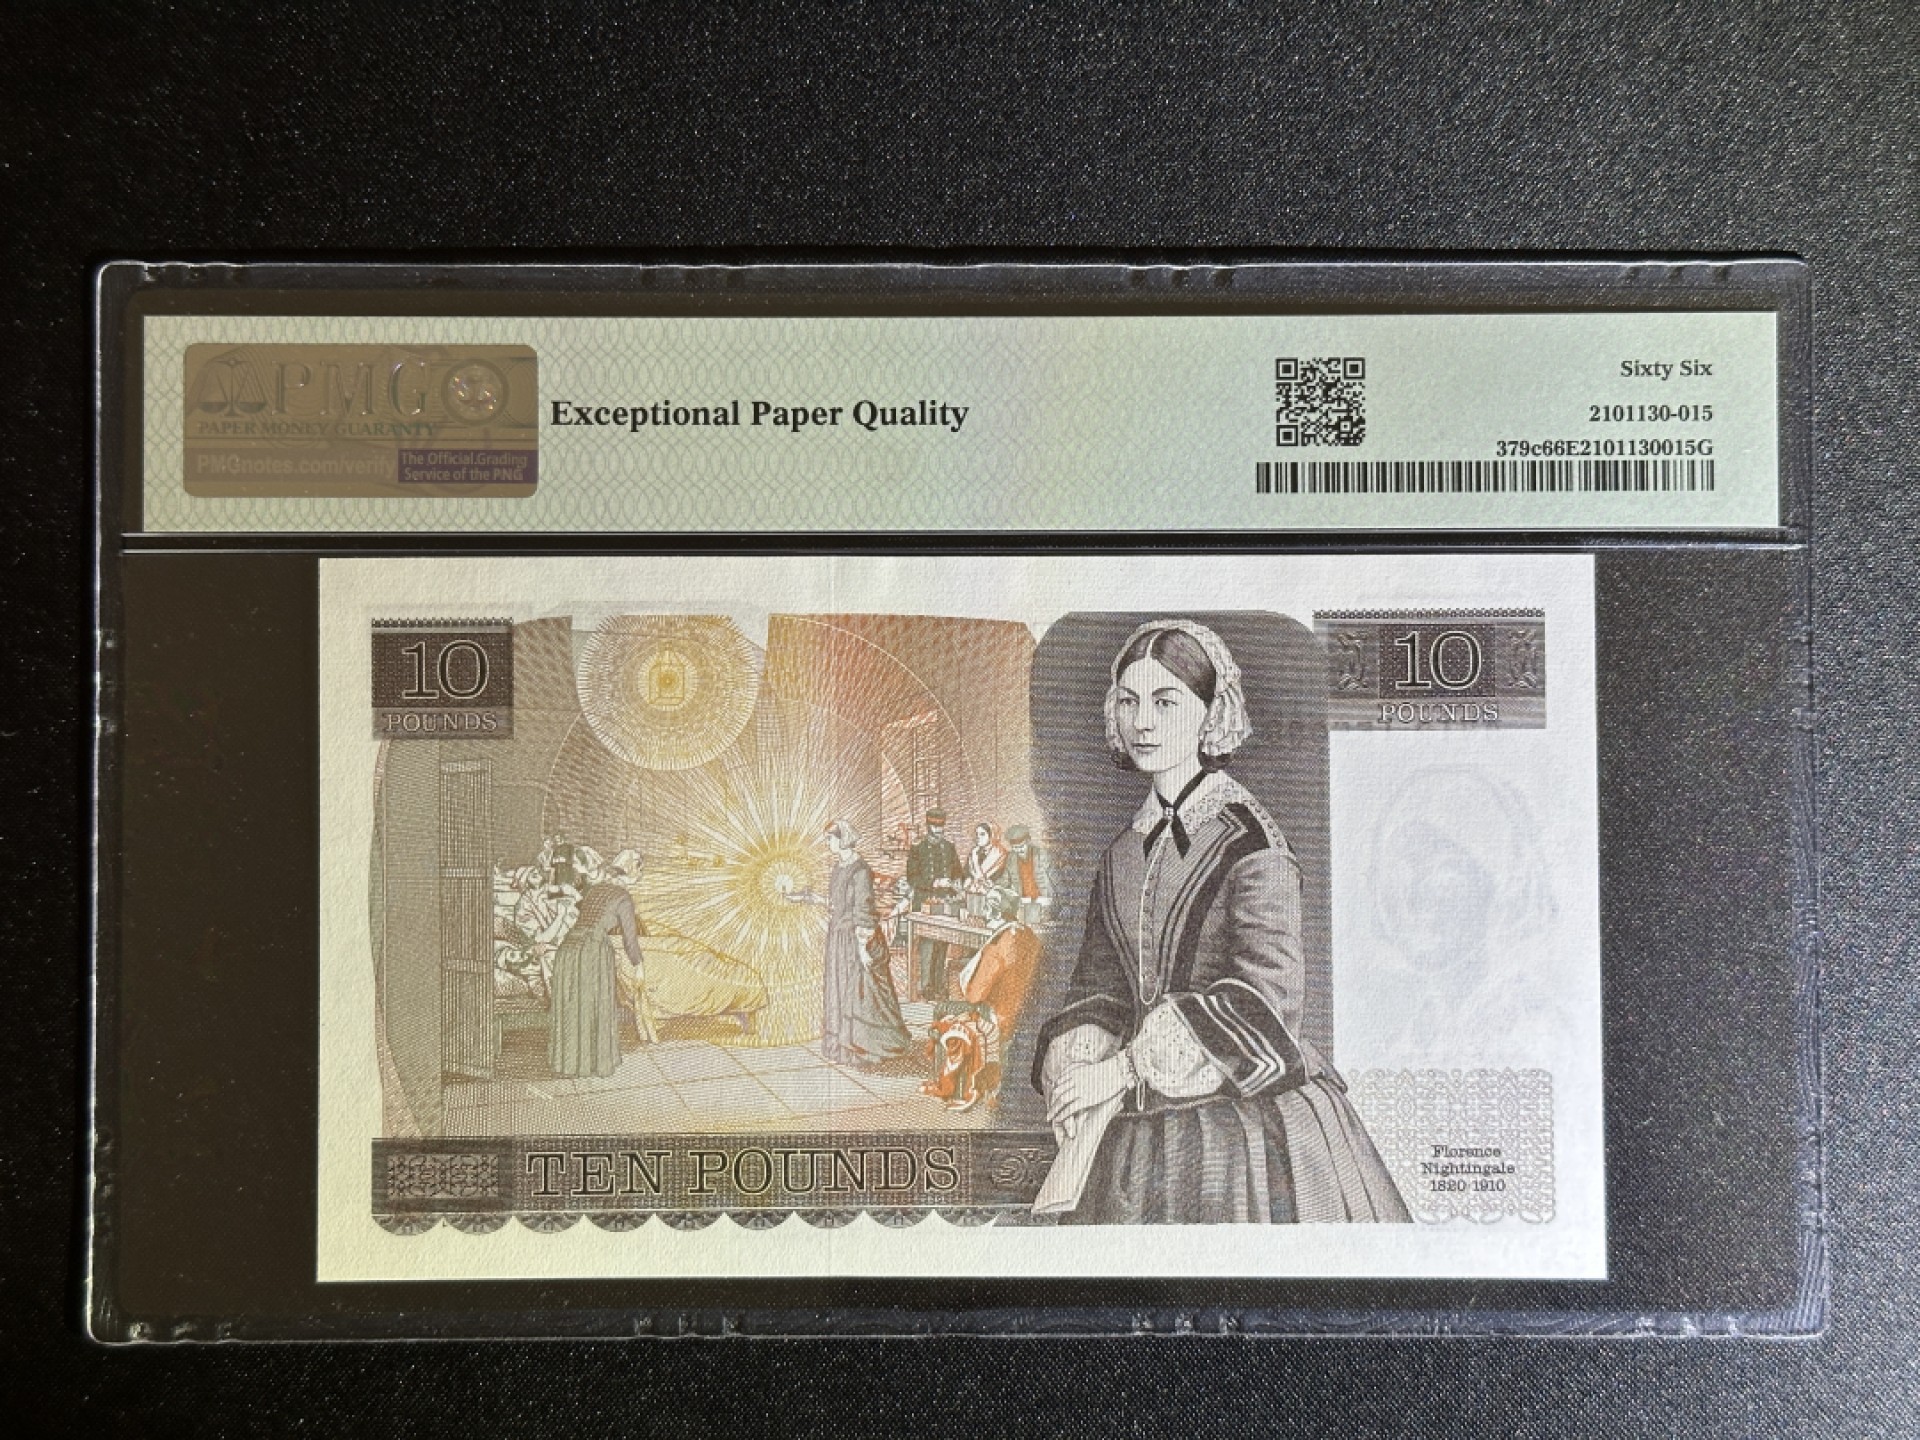 PMG
PAPER MONEY GUARANTY
PMGnotes.com/verify
The Official Grading
Service of the PNG
Exceptional Paper Quality
Sixty Six
2101130-015
379c66E2101130015G
10
POUNDS
10
POUNDS
TEN POUNDS
Florence
Nightingale
1820 1910